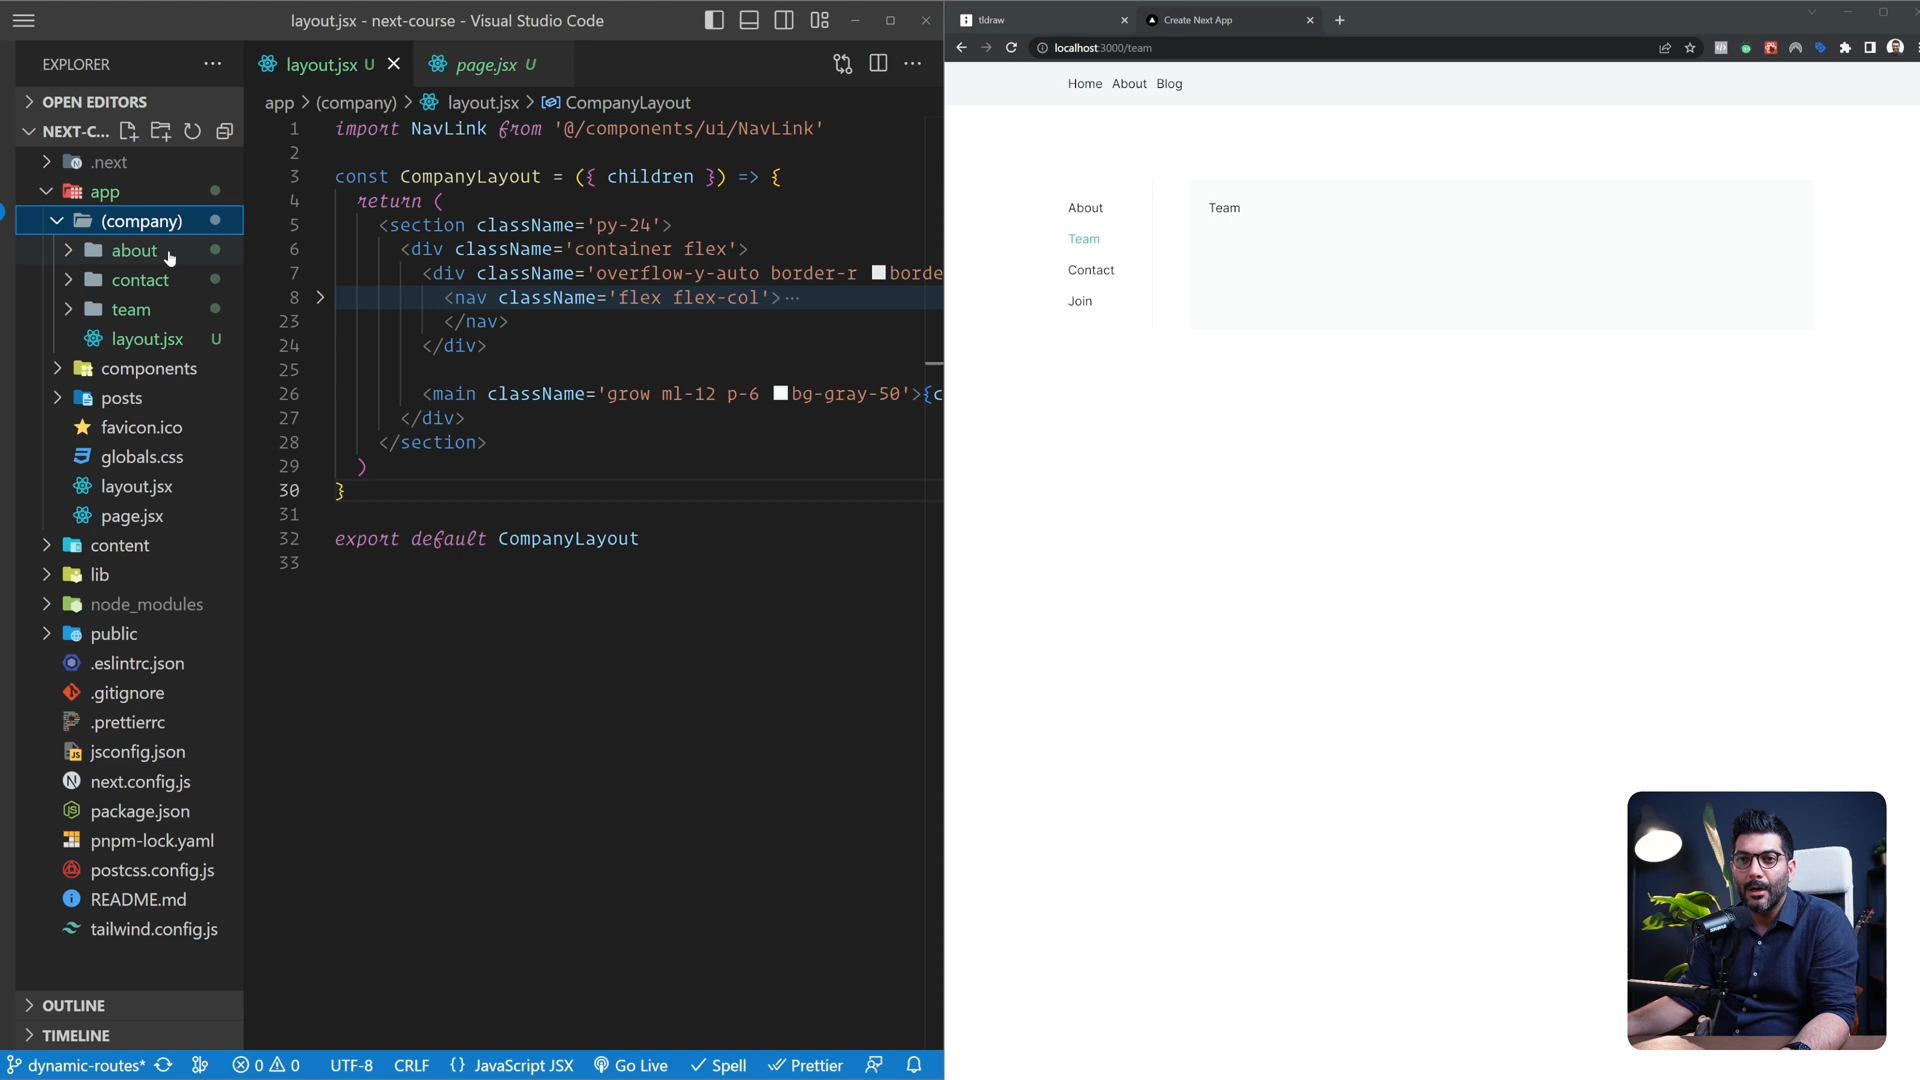 layout.jsx - next-course - Visual Studio Code
EXPLORER
OPEN EDITORS
NEXT-C...
.next
app
(company)
about
contact
team
layout.jsx U
components
posts
favicon.ico
globals.css
layout.jsx
page.jsx
content
lib
node_modules
public
.eslintrc.json
.gitignore
.prettierrc
jsconfig.json
next.config.js
package.json
pnpm-lock.yaml
postcss.config.js
README.md
tailwind.config.js
OUTLINE
TIMELINE
layout.jsx U
page.jsx U
app > (company) > layout.jsx > CompanyLayout
1 import NavLink from '@/components/ui/NavLink'
2
3 const CompanyLayout = ({ children }) => {
4 return (
5 <section className='py-24'>
6 <div className='container flex'>
7 <div className='overflow-y-auto border-r borde
8 <nav className='flex flex-col'>···
23 </nav>
24 </div>
25
26 <main className='grow ml-12 p-6 bg-gray-50'>{c
27 </div>
28 </section>
29 )
30 }
31
32 export default CompanyLayout
33
dynamic-routes* 0 0 UTF-8 CRLF {} JavaScript JSX Go Live Spell Prettier
tldraw
Create Next App
localhost:3000/team
Home About Blog
About
Team
Contact
Join
Team